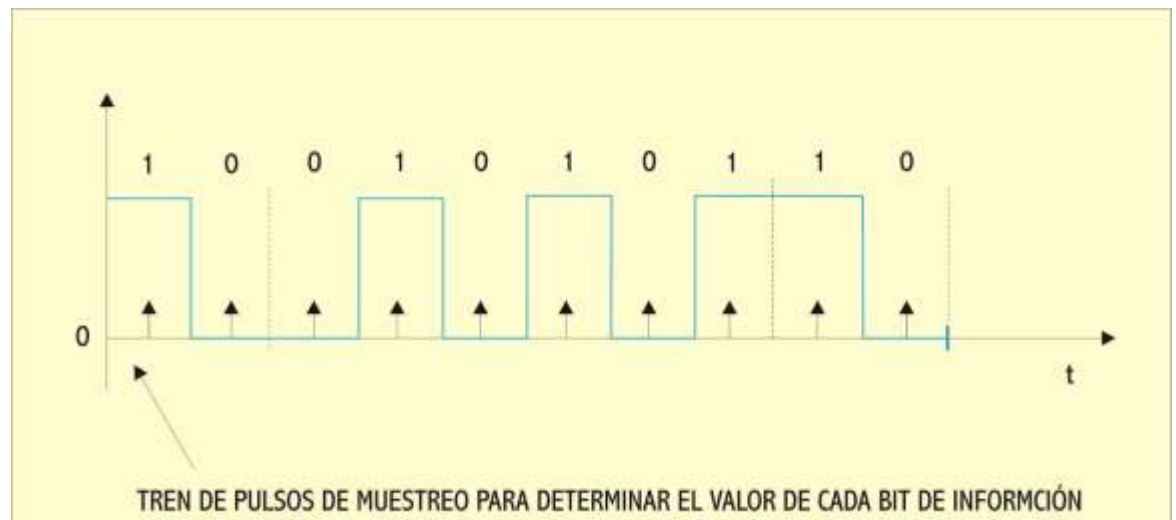 1 0 0 1 0 1 0 1 1 0
0
t
TREN DE PULSOS DE MUESTREO PARA DETERMINAR EL VALOR DE CADA BIT DE INFORMCIÓN